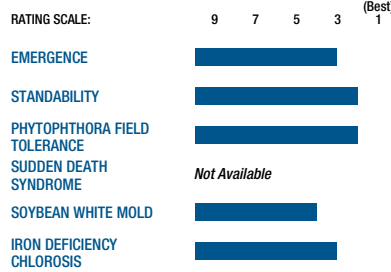 (Best)
RATING SCALE: 9 7 5 3 1
EMERGENCE
STANDABILITY
PHYTOPHTHORA FIELD
TOLERANCE
SUDDEN DEATH
SYNDROME
Not Available
SOYBEAN WHITE MOLD
IRON DEFICIENCY
CHLOROSIS